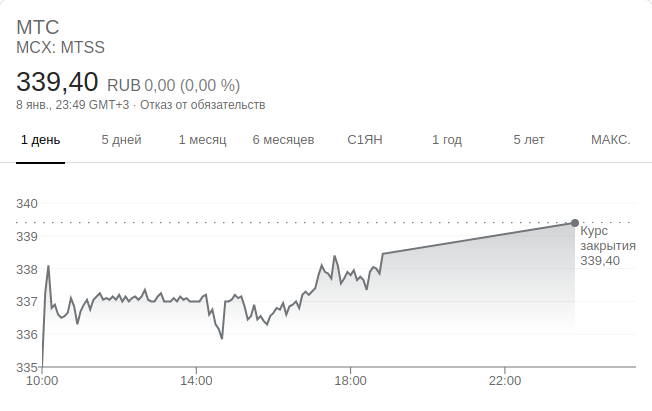 МТС
MCX: MTSS
339,40 RUB 0,00 (0,00 %)
8 янв., 23:49 GMT+3 · Отказ от обязательств
1 день 5 дней 1 месяц 6 месяцев С1ЯН 1 год 5 лет МАКС.
340
339
338
337
336
335
Курс
закрытия
339,40
10:00 14:00 18:00 22:00